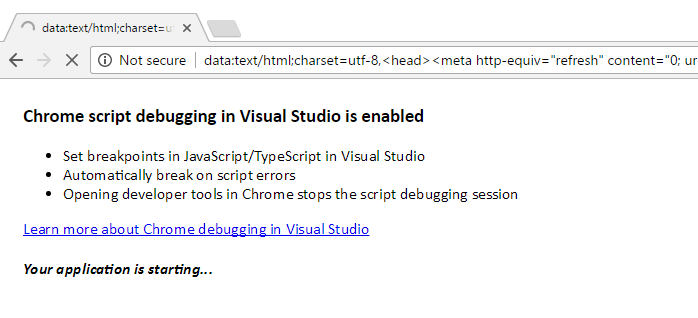 data:text/html;charset=u
Not secure data:text/html;charset=utf-8,<head><meta http-equiv="refresh" content="0; ur
Chrome script debugging in Visual Studio is enabled
Set breakpoints in JavaScript/TypeScript in Visual Studio
Automatically break on script errors
Opening developer tools in Chrome stops the script debugging session
Learn more about Chrome debugging in Visual Studio
Your application is starting...